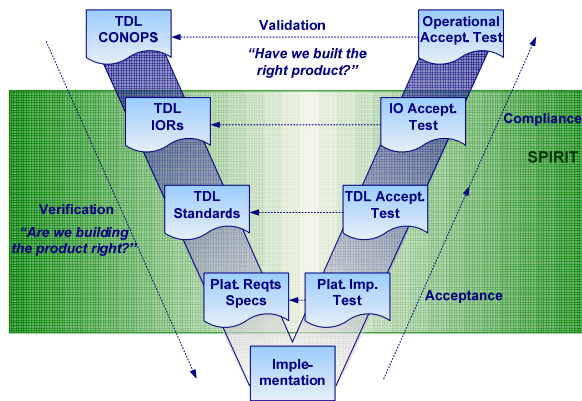 TDL
CONOPS
Validation
Operational
Accept. Test
“Have we built the
right product?”
TDL
IORs
IO Accept.
Test
Compliance
SPIRIT
Verification
“Are we building
the product right?”
TDL
Standards
TDL Accept.
Test
Plat. Reqts
Specs
Plat. Imp.
Test
Acceptance
Imple-
mentation